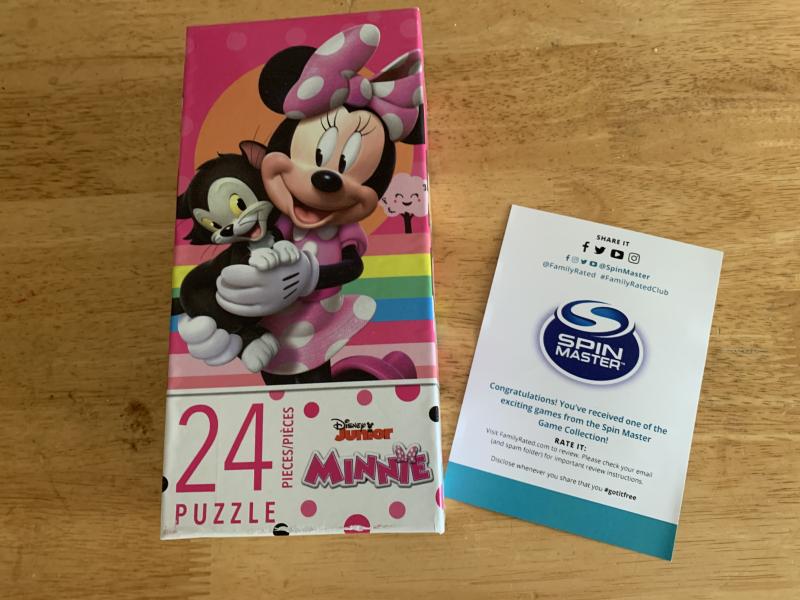 24
PIECES/PIÈCES
PUZZLE
Disney
Junior
MINNIE
SHARE IT
@SpinMaster
@FamilyRated #FamilyRatedClub
SPIN
MASTER™
Congratulations! You've received one of the
exciting games from the Spin Master
Game Collection!
RATE IT:
Visit FamilyRated.com to review. Please check your email
(and spam folder) for important review instructions.
Disclose whenever you share that you #gotitfree